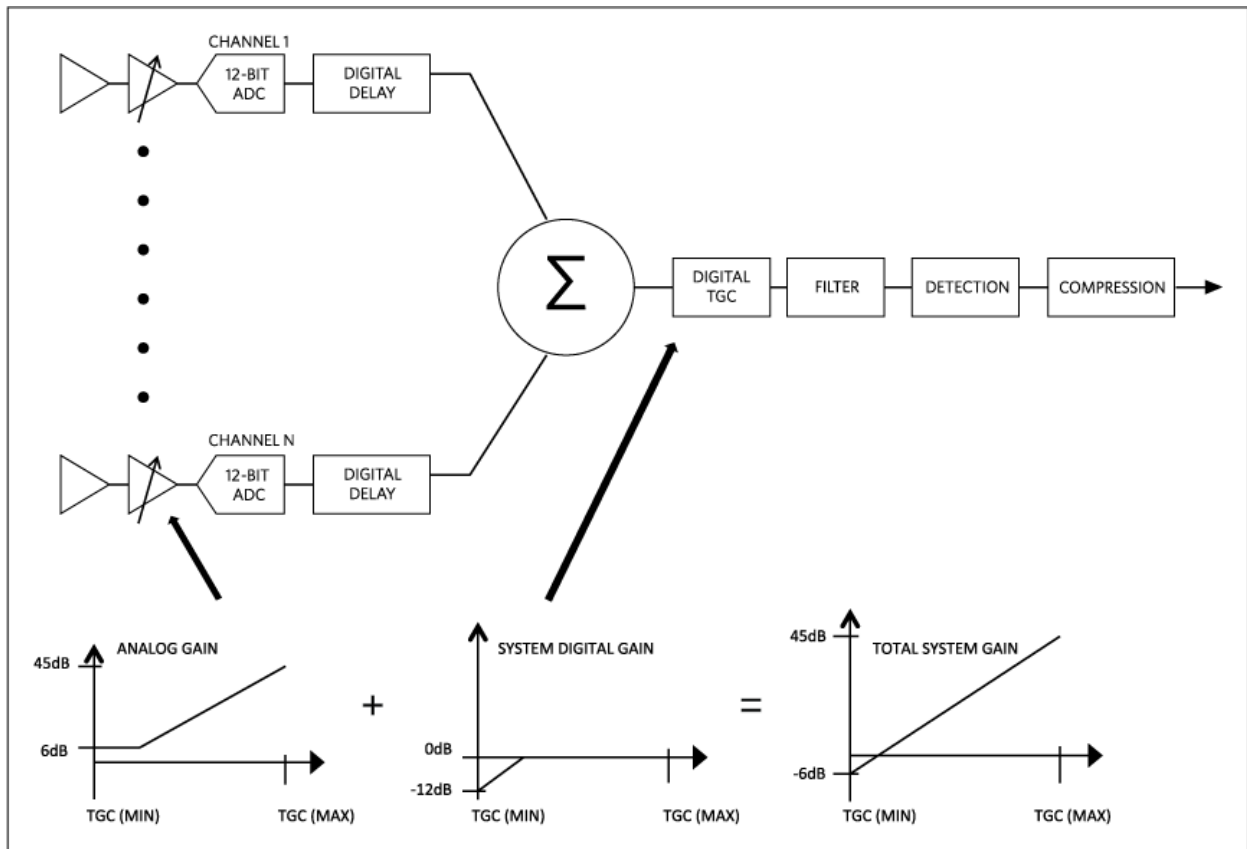 CHANNEL 1
12-BIT
ADC
DIGITAL
DELAY
Σ
DIGITAL
TGC
FILTER
DETECTION
COMPRESSION
CHANNEL N
12-BIT
ADC
DIGITAL
DELAY
ANALOG GAIN
45dB
6dB
TGC (MIN)
TGC (MAX)
+
SYSTEM DIGITAL GAIN
0dB
-12dB
TGC (MIN)
TGC (MAX)
=
TOTAL SYSTEM GAIN
45dB
-6dB
TGC (MIN)
TGC (MAX)